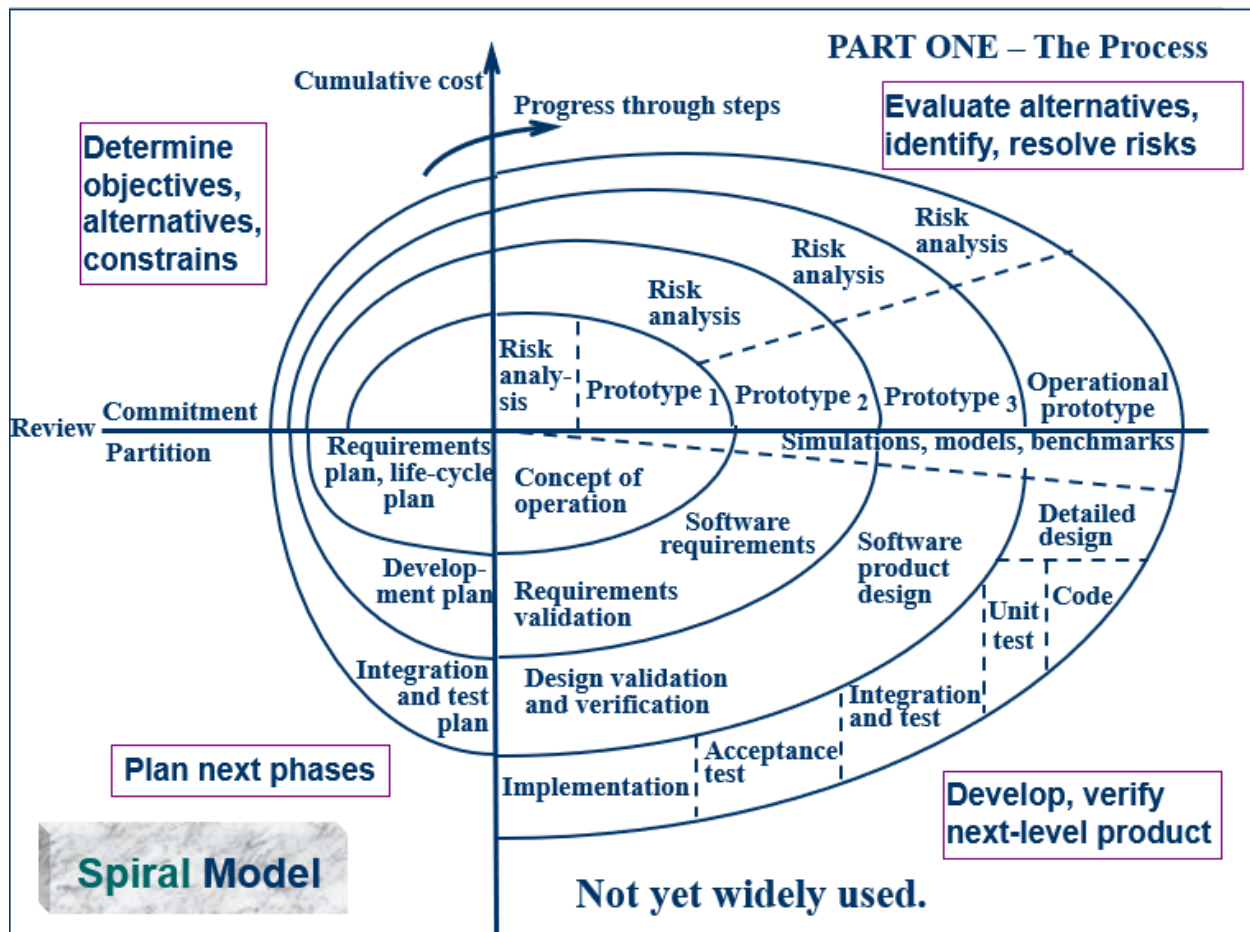 PART ONE – The Process
Cumulative cost
Progress through steps
Evaluate alternatives,
identify, resolve risks
Determine
objectives,
alternatives,
constrains
Risk
analysis
Risk
analysis
Risk
analysis
Risk
analy-
sis
Prototype 1
Prototype 2
Prototype 3
Operational
prototype
Review
Commitment
Partition
Simulations, models, benchmarks
Requirements
plan, life-cycle
plan
Concept of
operation
Software
requirements
Software
product
design
Detailed
design
Develop-
ment plan
Requirements
validation
Unit
test
Code
Integration
and test
plan
Design validation
and verification
Integration
and test
Acceptance
test
Implementation
Plan next phases
Develop, verify
next-level product
Spiral Model
Not yet widely used.